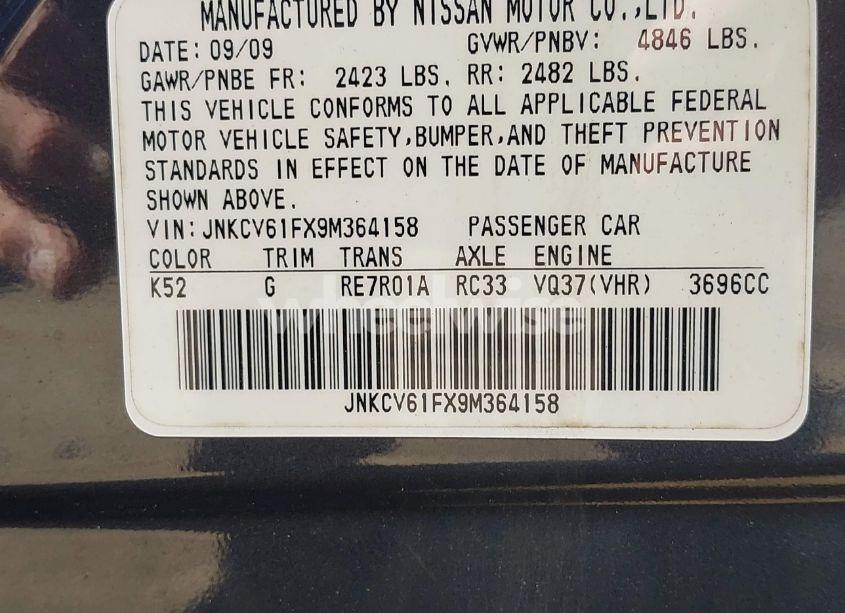 MANUFACTURED BY NISSAN MOTOR CO.,LTD.
DATE: 09/09 GVWR/PNBV: 4846 LBS.
GAWR/PNBE FR: 2423 LBS. RR: 2482 LBS.
THIS VEHICLE CONFORMS TO ALL APPLICABLE FEDERAL
MOTOR VEHICLE SAFETY,BUMPER,AND THEFT PREVENTION
STANDARDS IN EFFECT ON THE DATE OF MANUFACTURE
SHOWN ABOVE.
VIN:JNKCV61FX9M364158 PASSENGER CAR
COLOR TRIM TRANS AXLE ENGINE
K52 G RE7R01A RC33 VQ37(VHR) 3696CC
wheelwise
JNKCV61FX9M364158